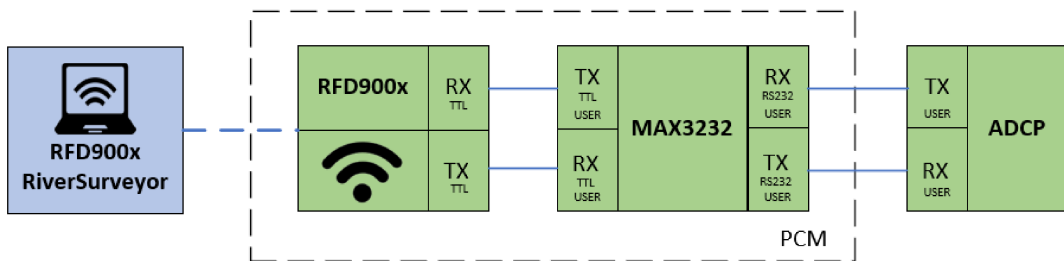 RFD900x
RiverSurveyor
RFD900x
RX
TTL
TX
TTL
TX
TTL
USER
RX
TTL
USER
MAX3232
RX
RS232
USER
TX
RS232
USER
PCM
TX
USER
RX
USER
ADCP